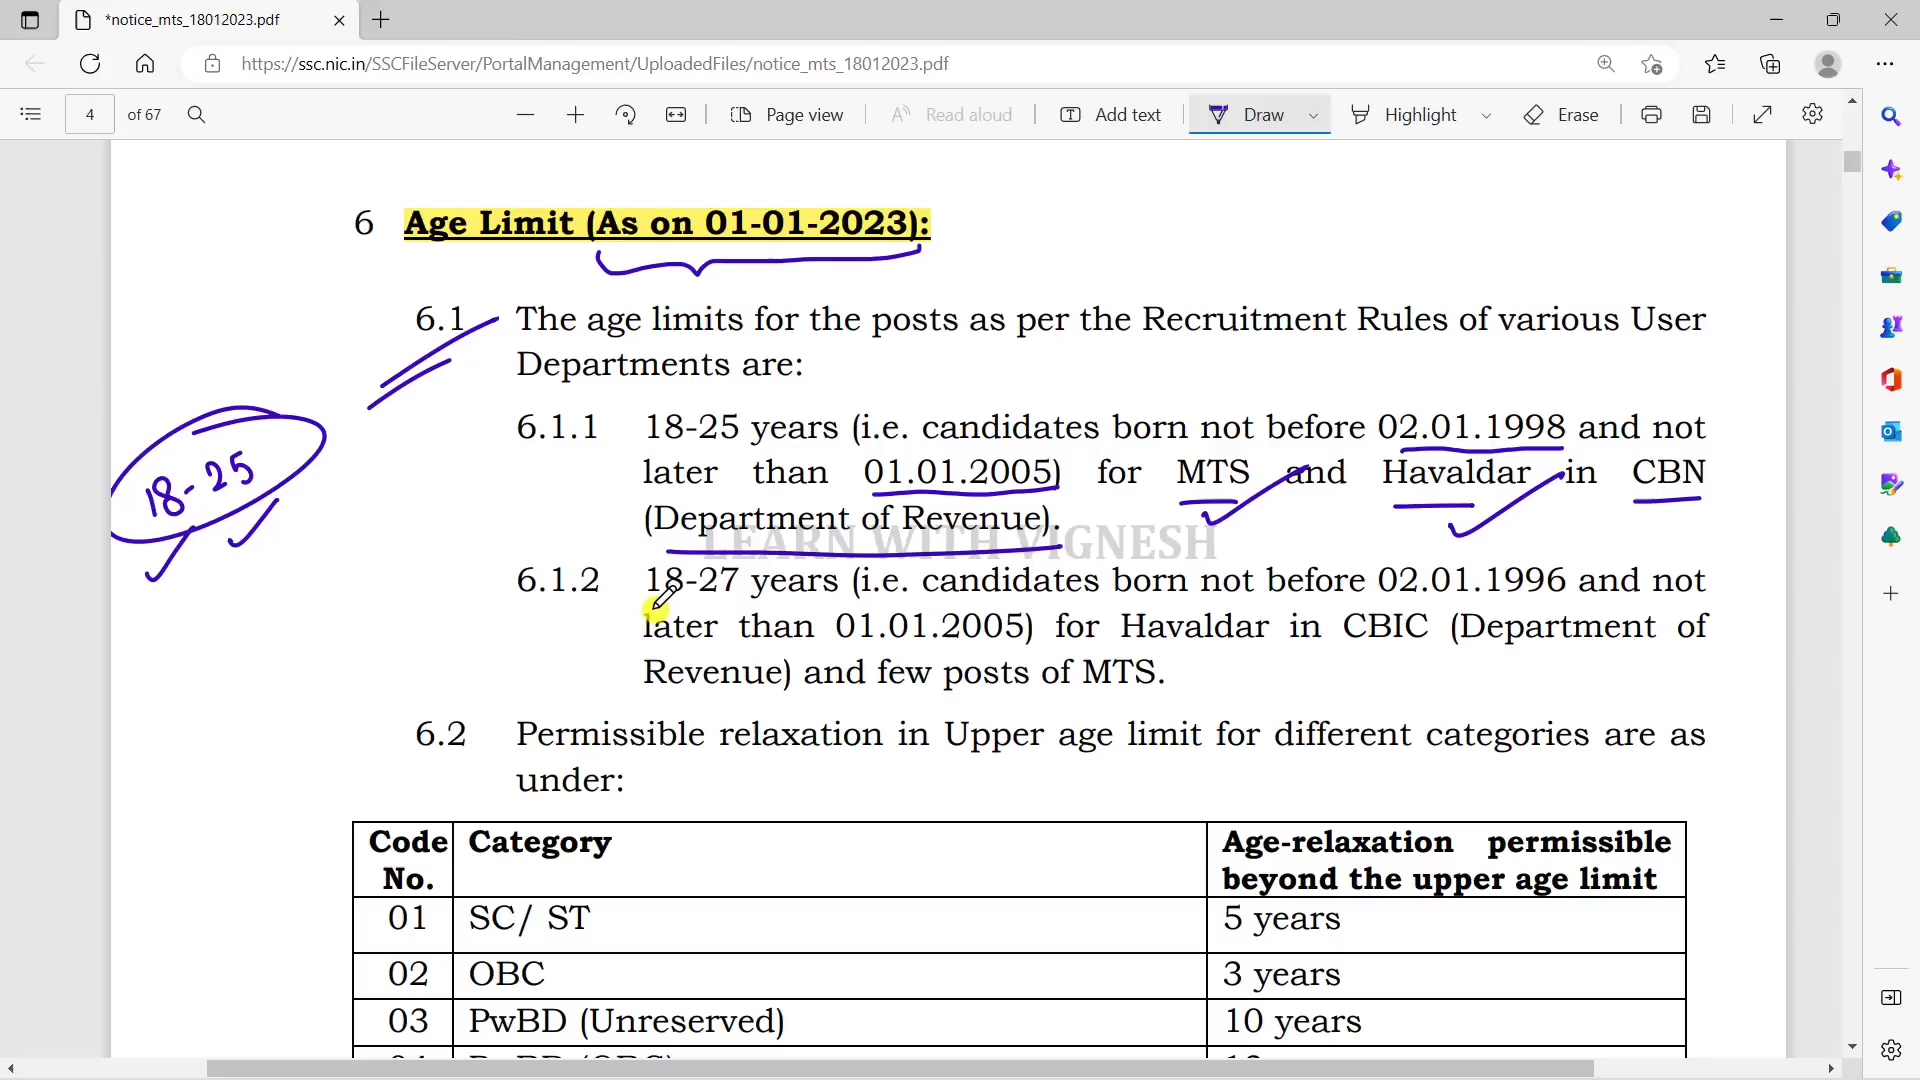 *notice_mts_18012023.pdf
https://ssc.nic.in/SSCFileServer/PortalManagement/UploadedFiles/notice_mts_18012023.pdf
4 of 67 Page view Read aloud Add text Draw Highlight Erase
6 Age Limit (As on 01-01-2023):
6.1 The age limits for the posts as per the Recruitment Rules of various User
Departments are:
6.1.1 18-25 years (i.e. candidates born not before 02.01.1998 and not
later than 01.01.2005) for MTS and Havaldar in CBN
(Department of Revenue).
18-25
LEARN WITH VIGNESH
6.1.2 18-27 years (i.e. candidates born not before 02.01.1996 and not
later than 01.01.2005) for Havaldar in CBIC (Department of
Revenue) and few posts of MTS.
6.2 Permissible relaxation in Upper age limit for different categories are as
under:
Code Category Age-relaxation permissible
No. beyond the upper age limit
01 SC/ ST 5 years
02 OBC 3 years
03 PwBD (Unreserved) 10 years